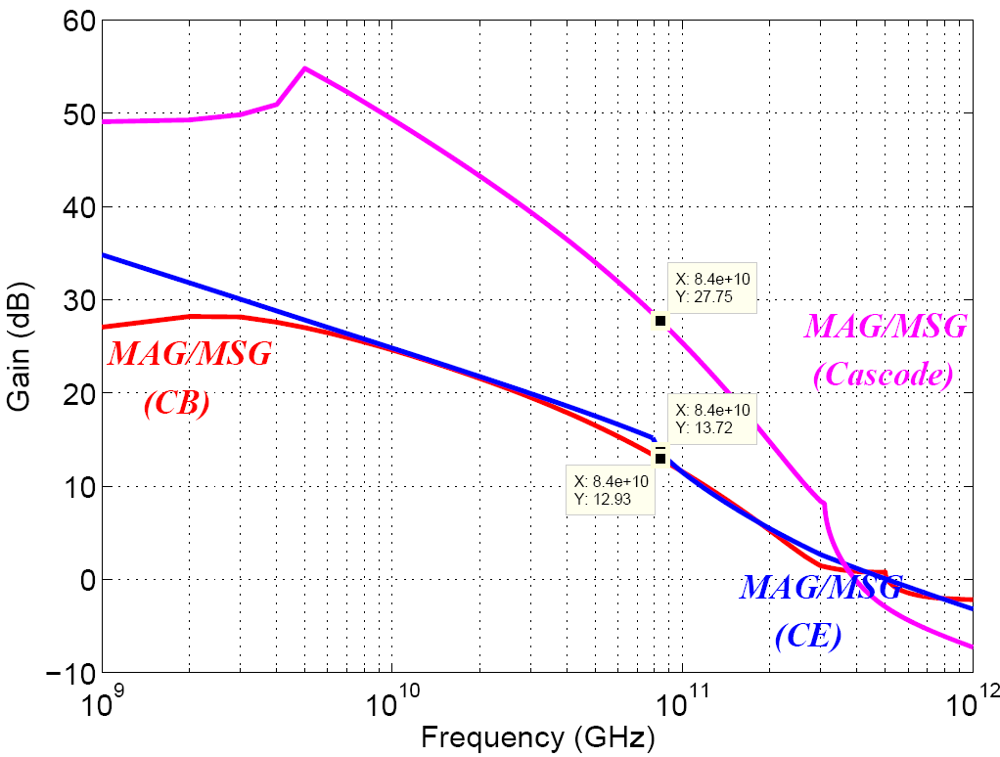 60
50
40
30
20
10
0
−10
Gain (dB)
X: 8.4e+10
Y: 27.75
MAG/MSG
(Cascode)
MAG/MSG
(CB)
X: 8.4e+10
Y: 13.72
X: 8.4e+10
Y: 12.93
MAG/MSG
(CE)
10^9 10^10 10^11 10^12
Frequency (GHz)